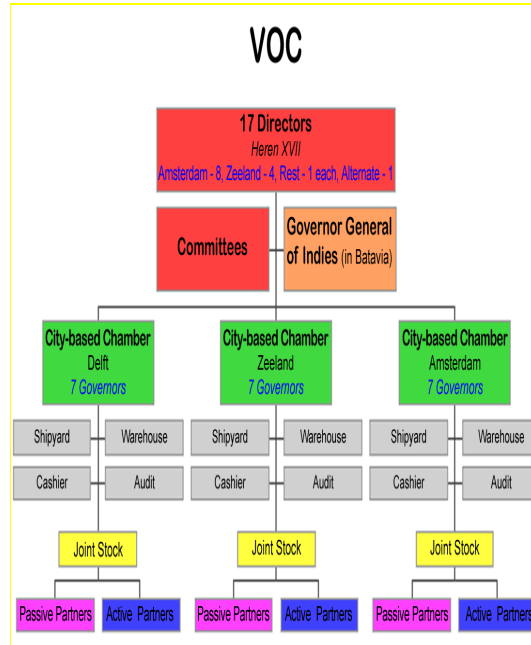 VOC
17 Directors
Heren XVII
Amsterdam - 8, Zeeland - 4, Rest - 1 each, Alternate - 1
Committees
Governor General
of Indies (in Batavia)
City-based Chamber
Delft
7 Governors
City-based Chamber
Zeeland
7 Governors
City-based Chamber
Amsterdam
7 Governors
Shipyard
Warehouse
Shipyard
Warehouse
Shipyard
Warehouse
Cashier
Audit
Cashier
Audit
Cashier
Audit
Joint Stock
Joint Stock
Joint Stock
Passive Partners
Active Partners
Passive Partners
Active Partners
Passive Partners
Active Partners